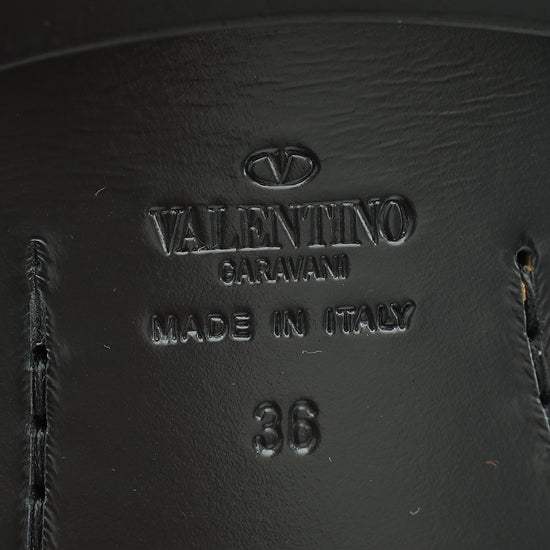 V
VALENTINO
GARAVANI
MADE IN ITALY
36